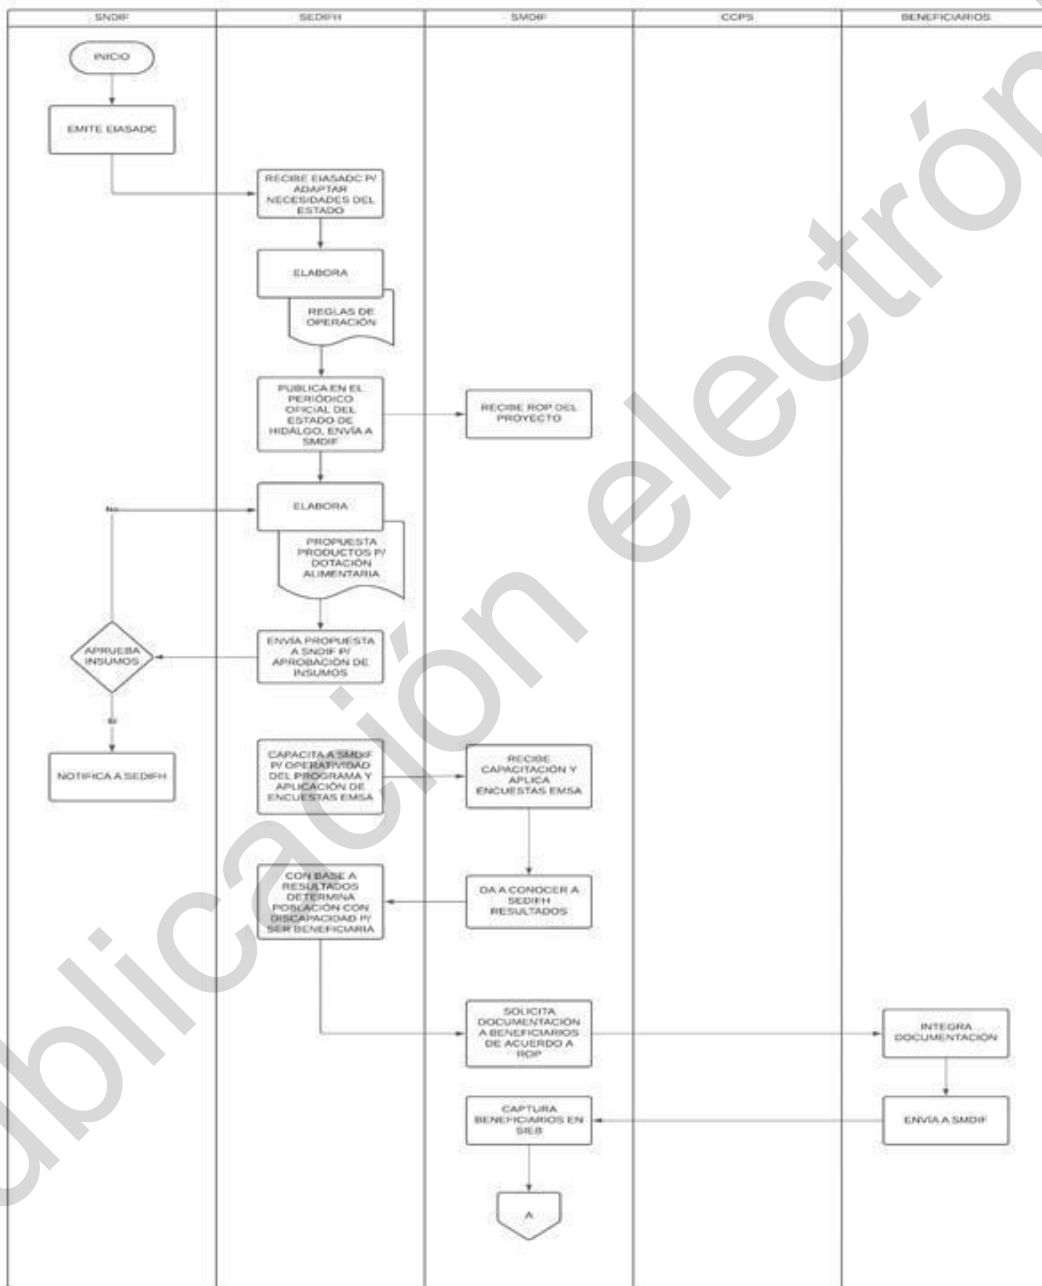 SNDIF
SEDIFH
SMDIF
CCPS
BENEFICIARIOS
INICIO
EMITE EIASADC
RECIBE EIASADC P/
ADAPTAR
NECESIDADES DEL
ESTADO
ELABORA
REGLAS DE
OPERACIÓN
PUBLICA EN EL
PERIÓDICO
OFICIAL DEL
ESTADO DE
HIDALGO, ENVÍA A
SMDIF
RECIBE ROP DEL
PROYECTO
No
ELABORA
PROPUESTA
PRODUCTOS P/
DOTACIÓN
ALIMENTARIA
APRUEBA
INSUMOS
ENVÍA PROPUESTA
A SNDIF P/
APROBACIÓN DE
INSUMOS
SI
NOTIFICA A SEDIFH
CAPACITA A SMDIF
P/ OPERATIVIDAD
DEL PROGRAMA Y
APLICACIÓN DE
ENCUESTAS EMSA
RECIBE
CAPACITACIÓN Y
APLICA
ENCUESTAS EMSA
CON BASE A
RESULTADOS
DETERMINA
POBLACIÓN CON
DISCAPACIDAD P/
SER BENEFICIARIA
DA A CONOCER A
SEDIFH
RESULTADOS
SOLICITA
DOCUMENTACIÓN
A BENEFICIARIOS
DE ACUERDO A
ROP
INTEGRA
DOCUMENTACIÓN
CAPTURA
BENEFICIARIOS EN
SIEB
ENVÍA A SMDIF
A
ublicación electrón